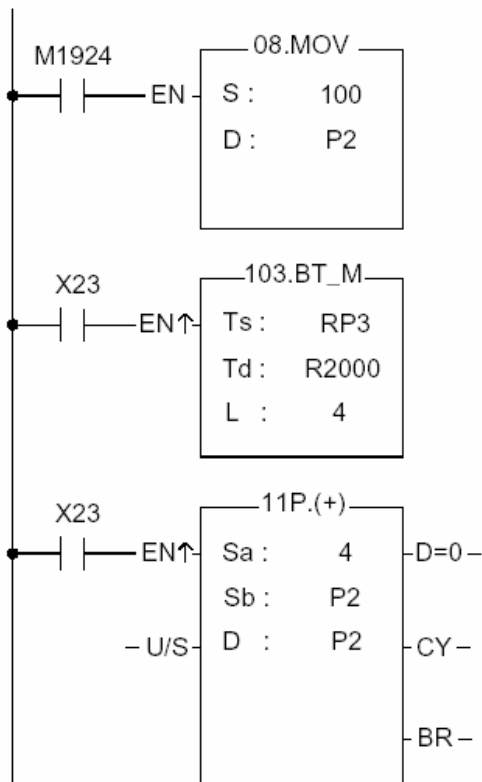 M1924
08.MOV
EN
S : 100
D : P2
X23
103.BT_M
EN↑
Ts : RP3
Td : R2000
L : 4
X23
11P.(+)
EN↑
Sa : 4
D=0
Sb : P2
U/S
D : P2
CY
BR